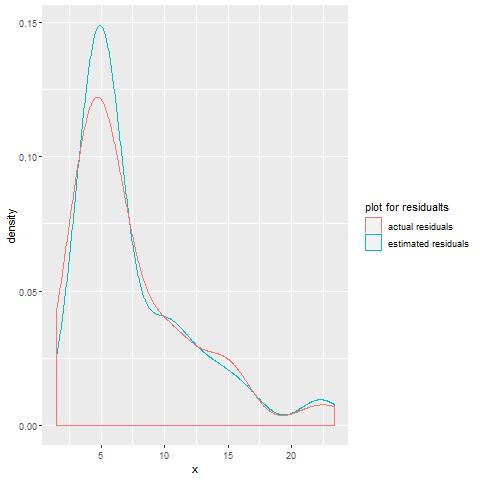 0.15
0.10
0.05
0.00
density
5
10
15
20
x
plot for residualts
actual residuals
estimated residuals